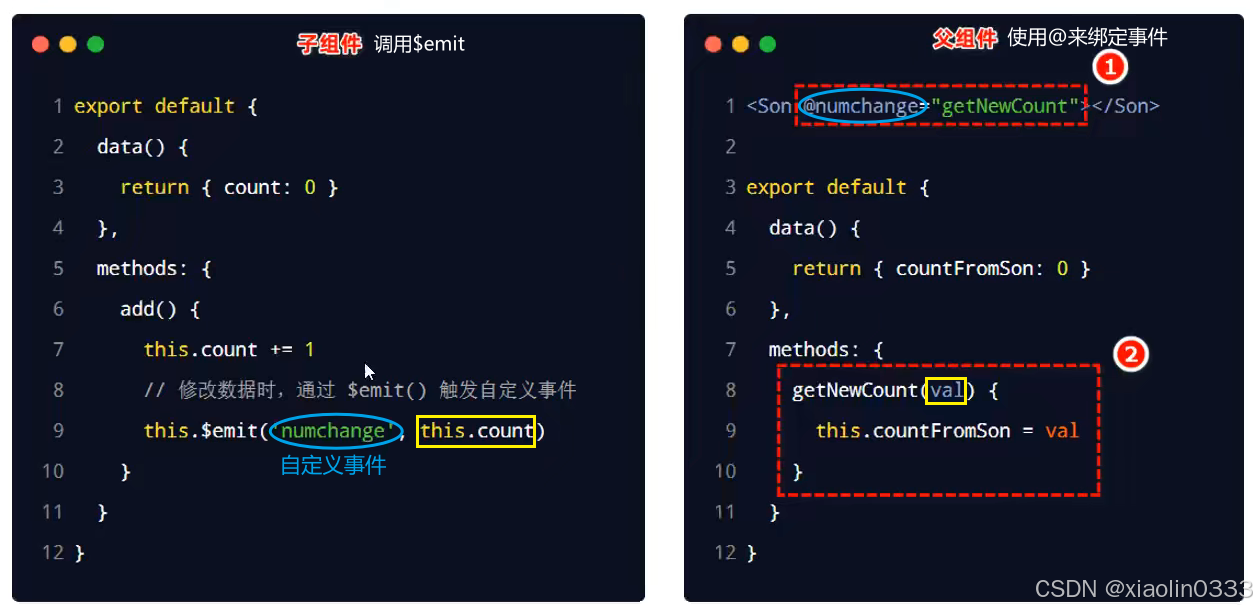 子组件 调用$emit
1 export default {
2 data() {
3 return { count: 0 }
4 },
5 methods: {
6 add() {
7 this.count += 1
8 // 修改数据时，通过 $emit() 触发自定义事件
9 this.$emit('numchange', this.count)
自定义事件
10 }
11 }
12 }
父组件 使用@来绑定事件
1
1 <Son @numchange="getNewCount"></Son>
2
3 export default {
4 data() {
5 return { countFromSon: 0 }
6 },
7 methods: {
2
8 getNewCount(val) {
9 this.countFromSon = val
10 }
11 }
12 }
CSDN @xiaolin0333